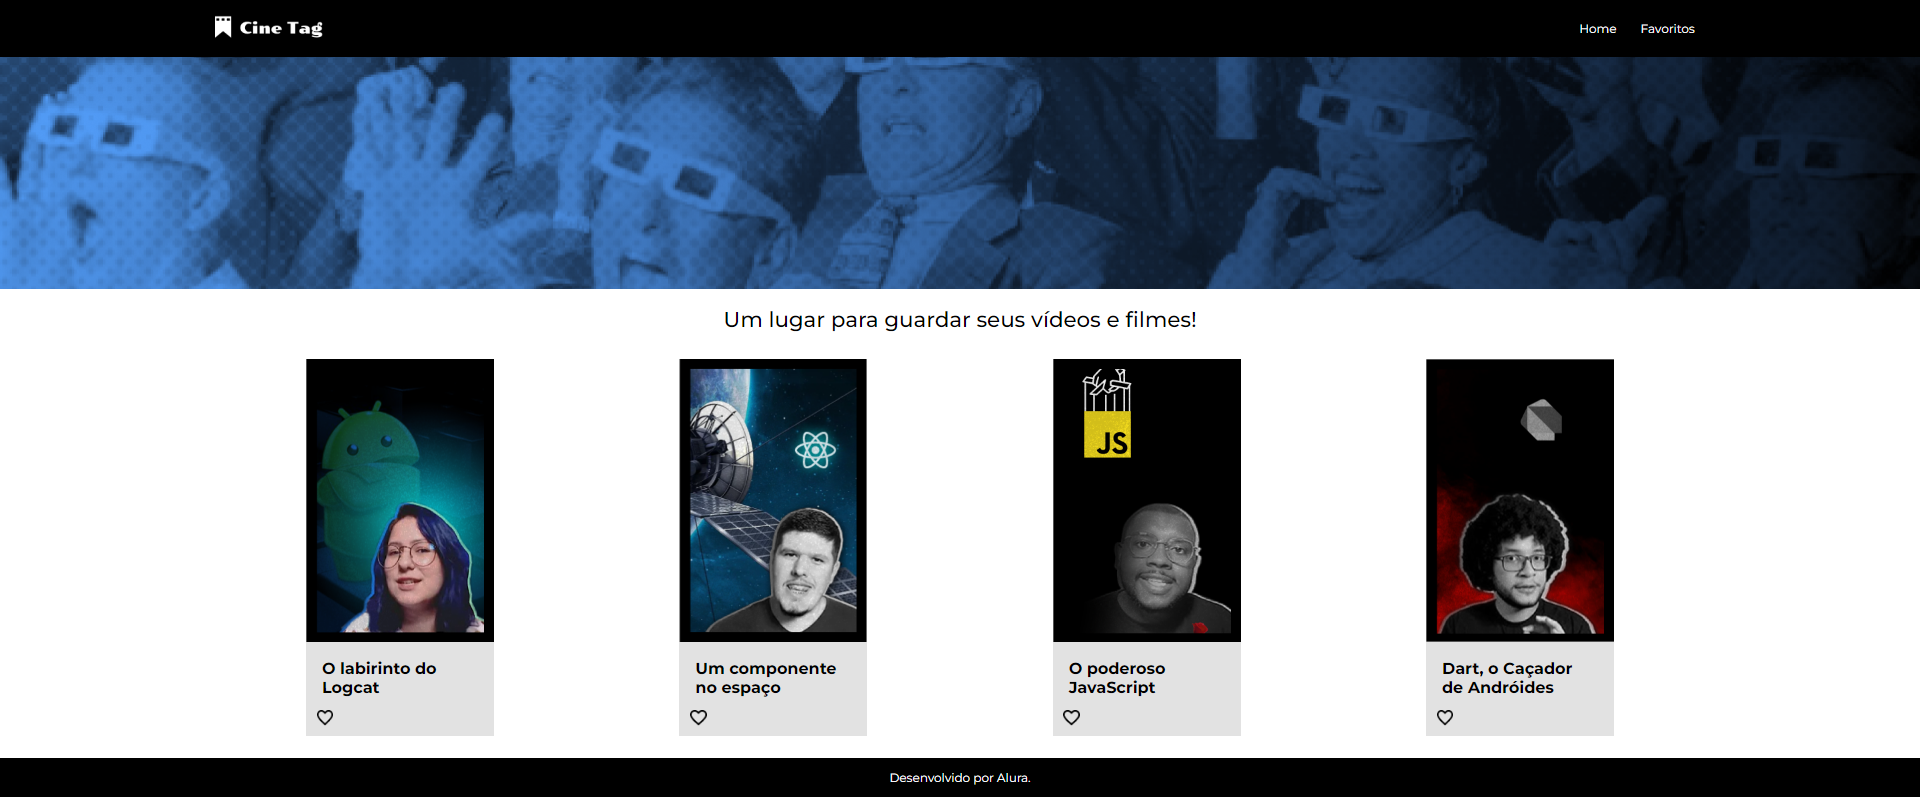 Cine Tag
Home
Favoritos
Um lugar para guardar seus vídeos e filmes!
JS
O labirinto do
Logcat
Um componente
no espaço
O poderoso
JavaScript
Dart, o Caçador
de Andróides
Desenvolvido por Alura.